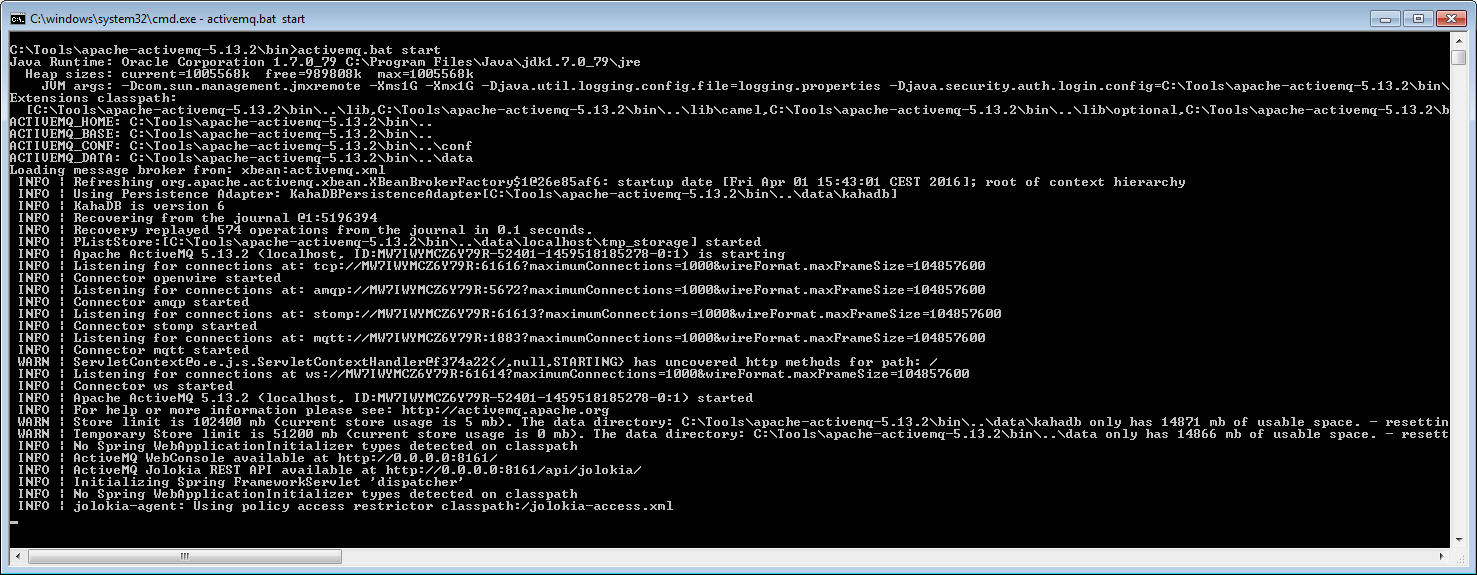 C:\windows\system32\cmd.exe - activemq.bat start
C:\Tools\apache-activemq-5.13.2\bin>activemq.bat start
Java Runtime: Oracle Corporation 1.7.0_79 C:\Program Files\Java\jdk1.7.0_79\jre
Heap sizes: current=1005568k free=989808k max=1005568k
JVM args: -Dcom.sun.management.jmxremote -Xms1G -Xmx1G -Djava.util.logging.config.file=logging.properties -Djava.security.auth.login.config=C:\Tools\apache-activemq-5.13.2\bin\
Extensions classpath:
[C:\Tools\apache-activemq-5.13.2\bin\..\lib,C:\Tools\apache-activemq-5.13.2\bin\..\lib\camel,C:\Tools\apache-activemq-5.13.2\bin\..\lib\optional,C:\Tools\apache-activemq-5.13.2\b
ACTIVEMQ_HOME: C:\Tools\apache-activemq-5.13.2\bin\..
ACTIVEMQ_BASE: C:\Tools\apache-activemq-5.13.2\bin\..
ACTIVEMQ_CONF: C:\Tools\apache-activemq-5.13.2\bin\..\conf
ACTIVEMQ_DATA: C:\Tools\apache-activemq-5.13.2\bin\..\data
Loading message broker from: xbean:activemq.xml
INFO | Refreshing org.apache.activemq.xbean.XBeanBrokerFactory$1@26e85af6: startup date [Fri Apr 01 15:43:01 CEST 2016]; root of context hierarchy
INFO | Using Persistence Adapter: KahaDBPersistenceAdapter[C:\Tools\apache-activemq-5.13.2\bin\..\data\kahadb]
INFO | KahaDB is version 6
INFO | Recovering from the journal @1:5196394
INFO | Recovery replayed 574 operations from the journal in 0.1 seconds.
INFO | PListStore:[C:\Tools\apache-activemq-5.13.2\bin\..\data\localhost\tmp_storage] started
INFO | Apache ActiveMQ 5.13.2 (localhost, ID:MW7IWYMCZ6Y79R-52401-1459518185278-0:1) is starting
INFO | Listening for connections at: tcp://MW7IWYMCZ6Y79R:61616?maximumConnections=1000&wireFormat.maxFrameSize=104857600
INFO | Connector openwire started
INFO | Listening for connections at: amqp://MW7IWYMCZ6Y79R:5672?maximumConnections=1000&wireFormat.maxFrameSize=104857600
INFO | Connector amqp started
INFO | Listening for connections at: stomp://MW7IWYMCZ6Y79R:61613?maximumConnections=1000&wireFormat.maxFrameSize=104857600
INFO | Connector stomp started
INFO | Listening for connections at: mqtt://MW7IWYMCZ6Y79R:1883?maximumConnections=1000&wireFormat.maxFrameSize=104857600
INFO | Connector mqtt started
WARN | ServletContext@o.e.j.s.ServletContextHandler@f374a22{/,null,STARTING} has uncovered http methods for path: /
INFO | Listening for connections at ws://MW7IWYMCZ6Y79R:61614?maximumConnections=1000&wireFormat.maxFrameSize=104857600
INFO | Connector ws started
INFO | Apache ActiveMQ 5.13.2 (localhost, ID:MW7IWYMCZ6Y79R-52401-1459518185278-0:1) started
INFO | For help or more information please see: http://activemq.apache.org
WARN | Store limit is 102400 mb (current store usage is 5 mb). The data directory: C:\Tools\apache-activemq-5.13.2\bin\..\data\kahadb only has 14871 mb of usable space. - resettin
WARN | Temporary Store limit is 51200 mb (current store usage is 0 mb). The data directory: C:\Tools\apache-activemq-5.13.2\bin\..\data only has 14866 mb of usable space. - resett
INFO | No Spring WebApplicationInitializer types detected on classpath
INFO | ActiveMQ WebConsole available at http://0.0.0.0:8161/
INFO | ActiveMQ Jolokia REST API available at http://0.0.0.0:8161/api/jolokia/
INFO | Initializing Spring FrameworkServlet 'dispatcher'
INFO | No Spring WebApplicationInitializer types detected on classpath
INFO | jolokia-agent: Using policy access restrictor classpath:/jolokia-access.xml